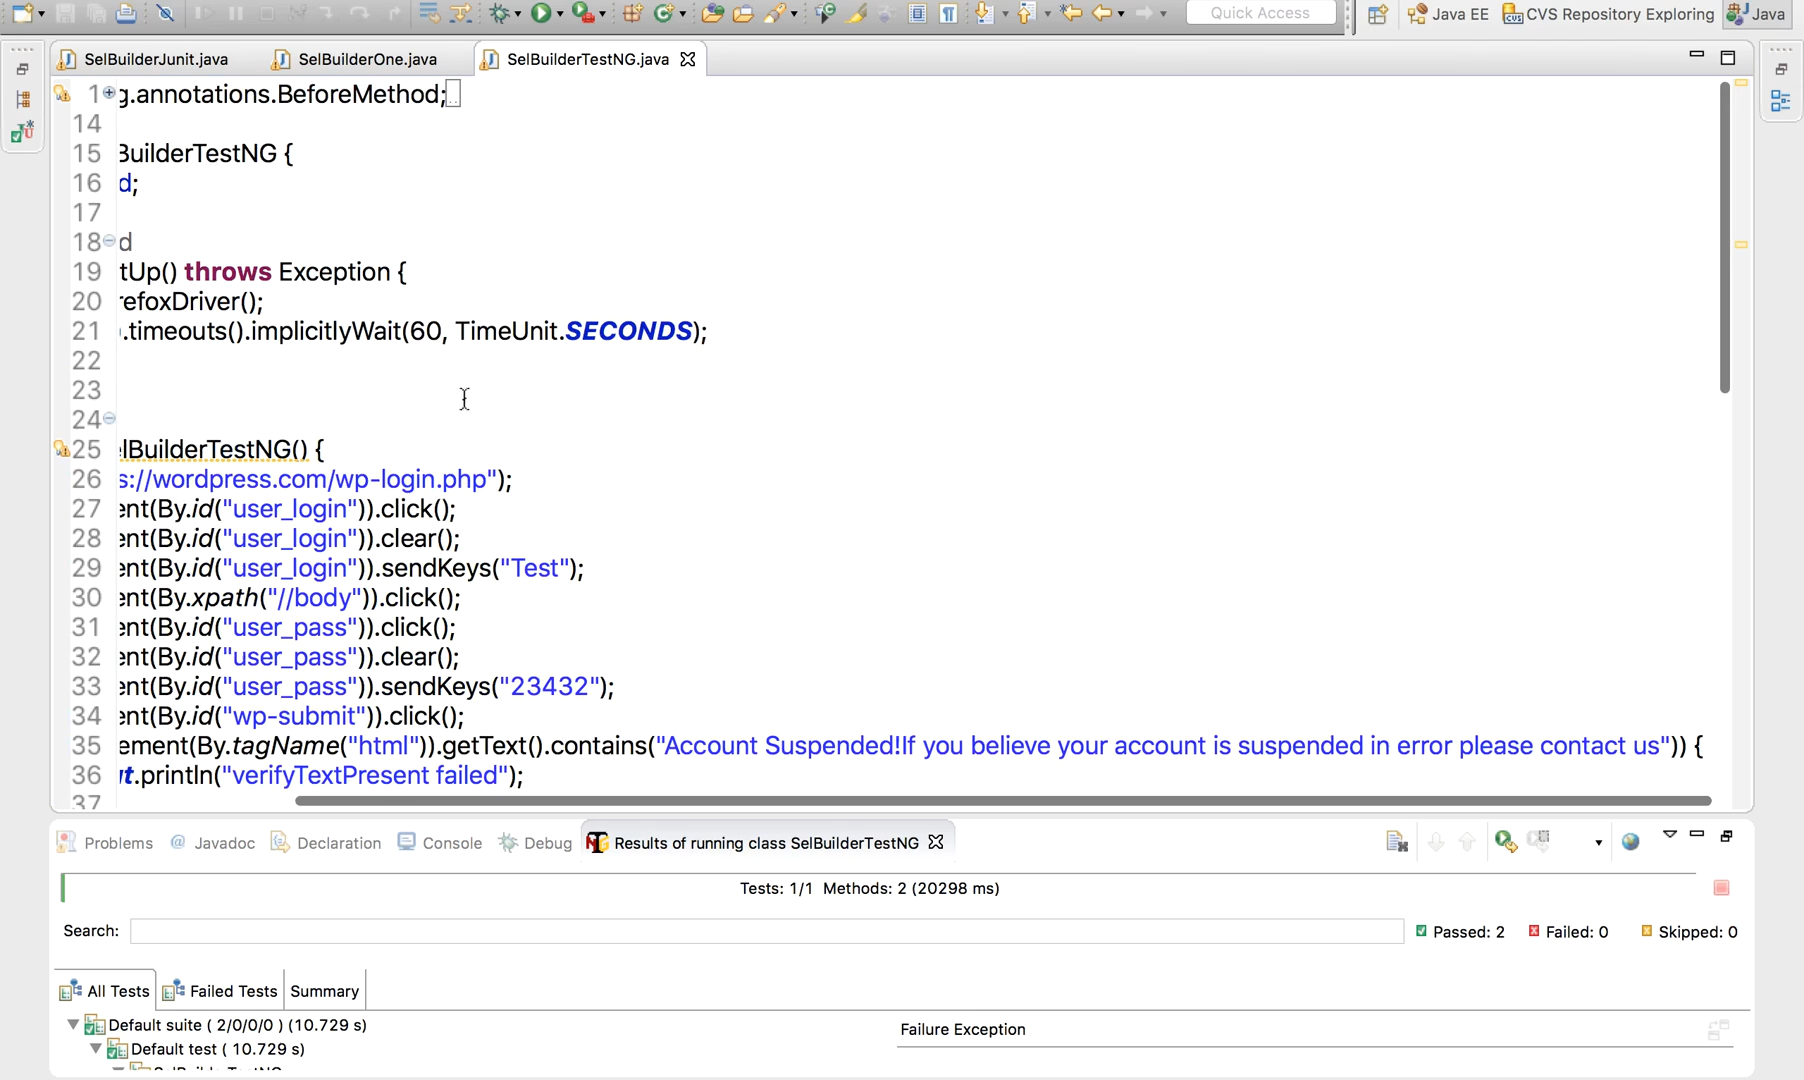 Quick Access
Java EE
CVS Repository Exploring
Java
SelBuilderJunit.java
SelBuilderOne.java
SelBuilderTestNG.java
1 g.annotations.BeforeMethod;
14
15 BuilderTestNG {
16 d;
17
18 d
19 tUp() throws Exception {
20 refoxDriver();
21 .timeouts().implicitlyWait(60, TimeUnit.SECONDS);
22
23
24
25 elBuilderTestNG() {
26 s://wordpress.com/wp-login.php");
27 ent(By.id("user_login")).click();
28 ent(By.id("user_login")).clear();
29 ent(By.id("user_login")).sendKeys("Test");
30 ent(By.xpath("//body")).click();
31 ent(By.id("user_pass")).click();
32 ent(By.id("user_pass")).clear();
33 ent(By.id("user_pass")).sendKeys("23432");
34 ent(By.id("wp-submit")).click();
35 ement(By.tagName("html")).getText().contains("Account Suspended!If you believe your account is suspended in error please contact us")) {
36 ut.println("verifyTextPresent failed");
37
Problems
Javadoc
Declaration
Console
Debug
Results of running class SelBuilderTestNG
Tests: 1/1 Methods: 2 (20298 ms)
Search:
Passed: 2
Failed: 0
Skipped: 0
All Tests
Failed Tests
Summary
Default suite ( 2/0/0/0 ) (10.729 s)
Failure Exception
Default test ( 10.729 s)